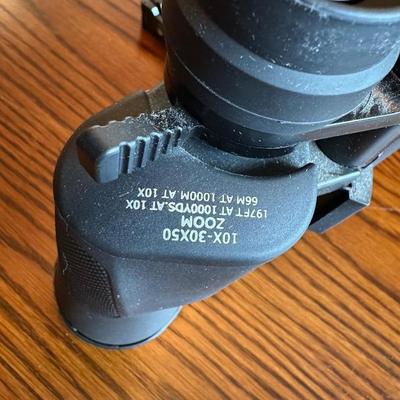 10X-30X50
ZOOM
197FT AT 1000YDS.AT 10X
66M AT 1000M.AT 10X